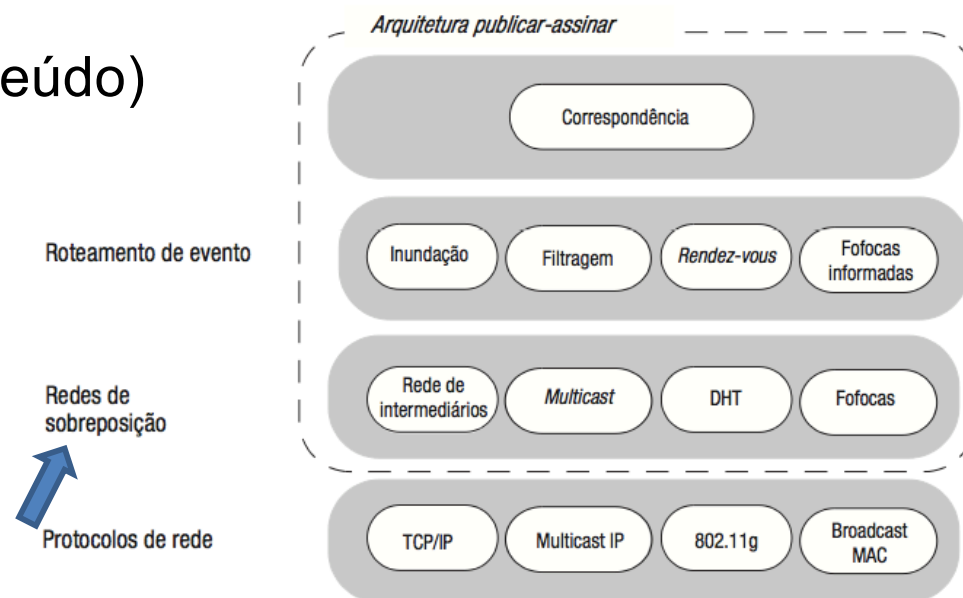 Arquitetura publicar-assinar
eúdo)
Correspondência
Roteamento de evento
Inundação
Filtragem
Rendez-vous
Fofocas
informadas
Redes de
sobreposição
Rede de
intermediários
Multicast
DHT
Fofocas
Protocolos de rede
TCP/IP
Multicast IP
802.11g
Broadcast
MAC